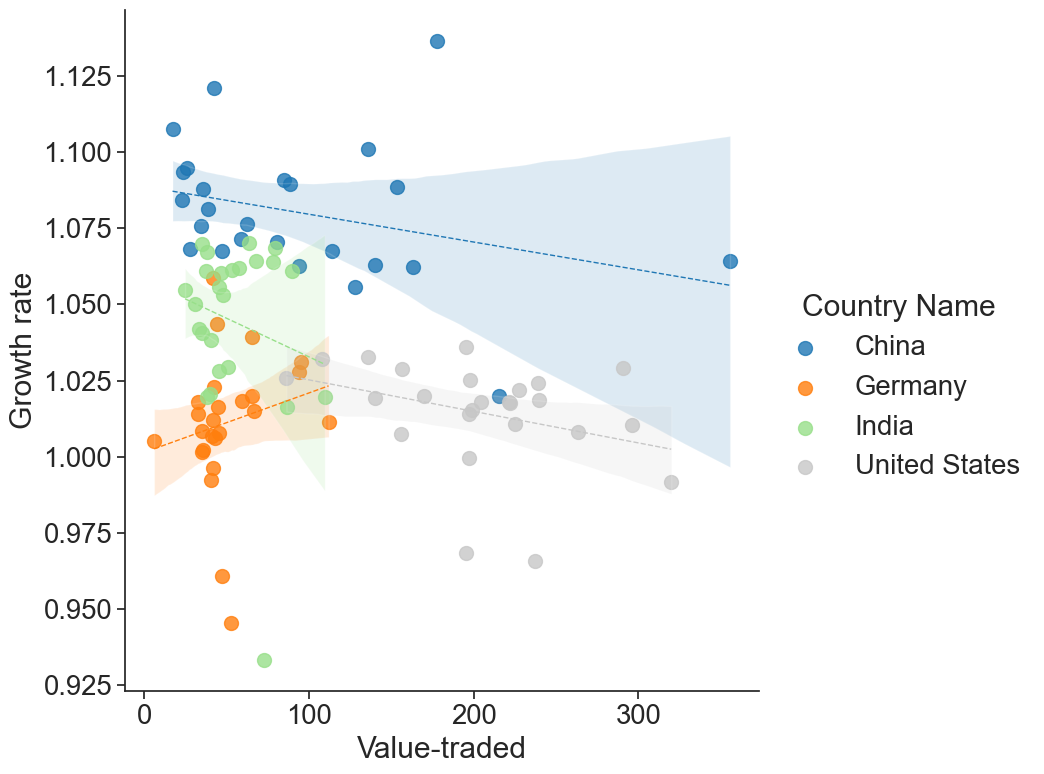 1.125
1.100
1.075
1.050
1.025
1.000
0.975
0.950
0.925
Growth rate
0
100
200
300
Value-traded
Country Name
China
Germany
India
United States